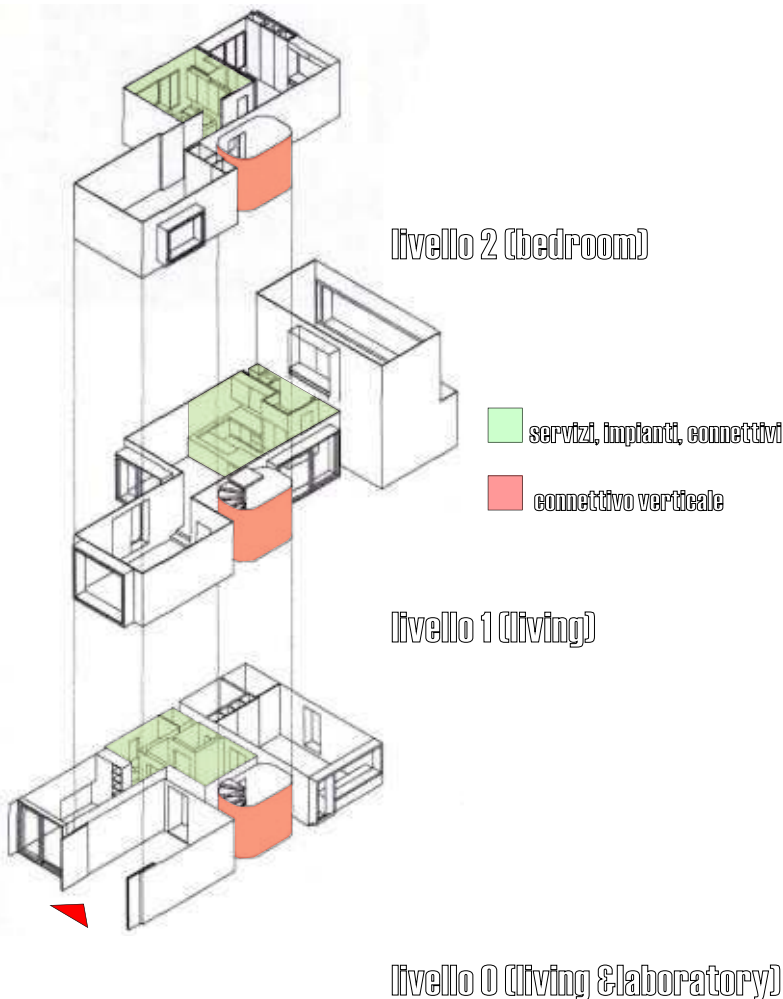 livello 2 (bedroom)
servizi, impianti, connettivi
connettivo verticale
livello 1 (living)
livello 0 (living &laboratory)